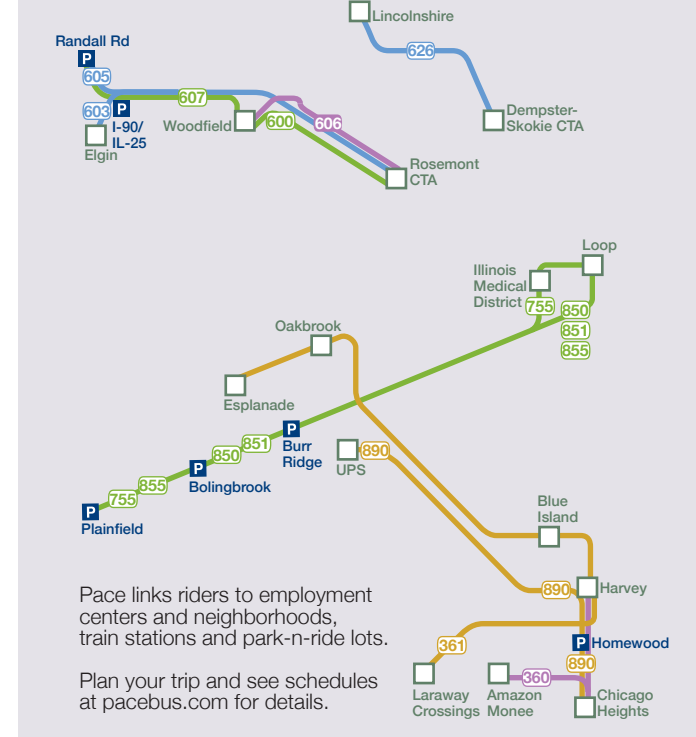 Lincolnshire
626
Randall Rd
P
605
607
603
P
I-90/
IL-25
Elgin
Woodfield
600
606
Dempster-
Skokie CTA
Rosemont
CTA
Loop
Illinois
Medical
District
755
850
851
855
Oakbrook
Esplanade
P
Burr
Ridge
851
850
P
Bolingbrook
855
755
P
Plainfield
890
UPS
Blue
Island
890
Harvey
361
P Homewood
890
Laraway
Crossings
Amazon
Monee
360
Chicago
Heights
Pace links riders to employment
centers and neighborhoods,
train stations and park-n-ride lots.
Plan your trip and see schedules
at pacebus.com for details.